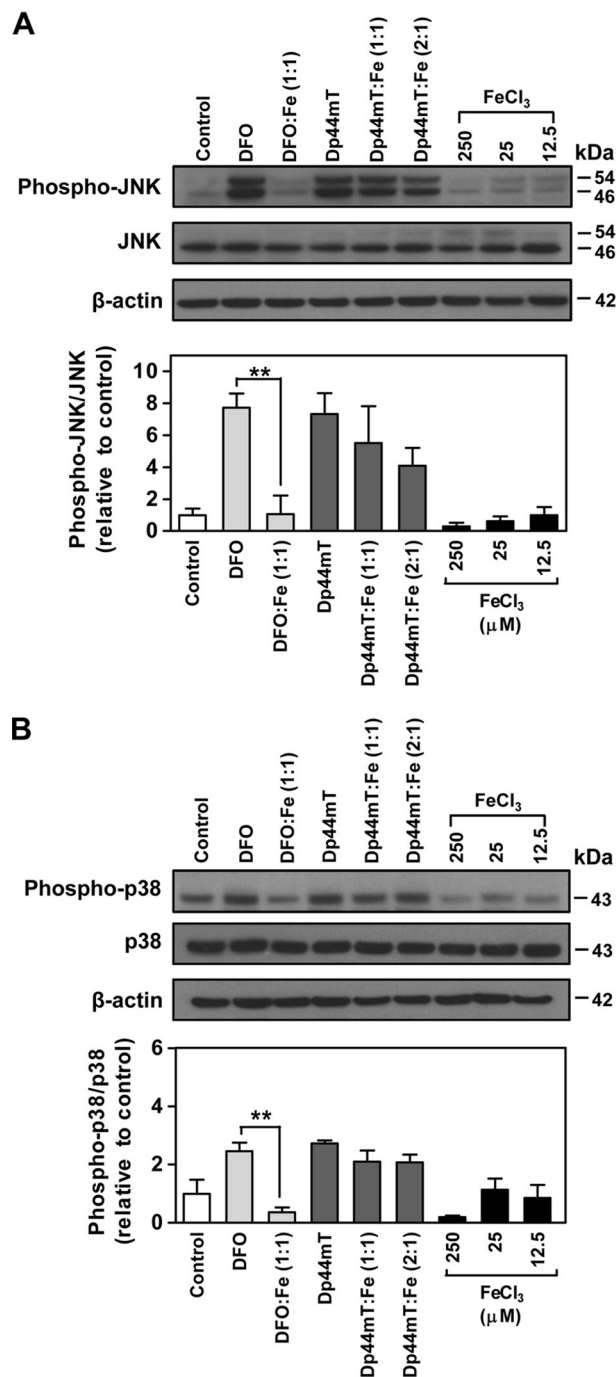 A
Control
DFO
DFO:Fe (1:1)
Dp44mT
Dp44mT:Fe (1:1)
Dp44mT:Fe (2:1)
FeCl₃
250
25
12.5
kDa
Phospho-JNK
54
46
JNK
54
46
β-actin
42
Phospho-JNK/JNK
(relative to control)
10
8
6
4
2
0
**
Control
DFO
DFO:Fe (1:1)
Dp44mT
Dp44mT:Fe (1:1)
Dp44mT:Fe (2:1)
250
25
12.5
FeCl₃
(μM)
B
Control
DFO
DFO:Fe (1:1)
Dp44mT
Dp44mT:Fe (1:1)
Dp44mT:Fe (2:1)
FeCl₃
250
25
12.5
kDa
Phospho-p38
43
p38
43
β-actin
42
Phospho-p38/p38
(relative to control)
6
4
2
0
**
Control
DFO
DFO:Fe (1:1)
Dp44mT
Dp44mT:Fe (1:1)
Dp44mT:Fe (2:1)
250
25
12.5
FeCl₃
(μM)